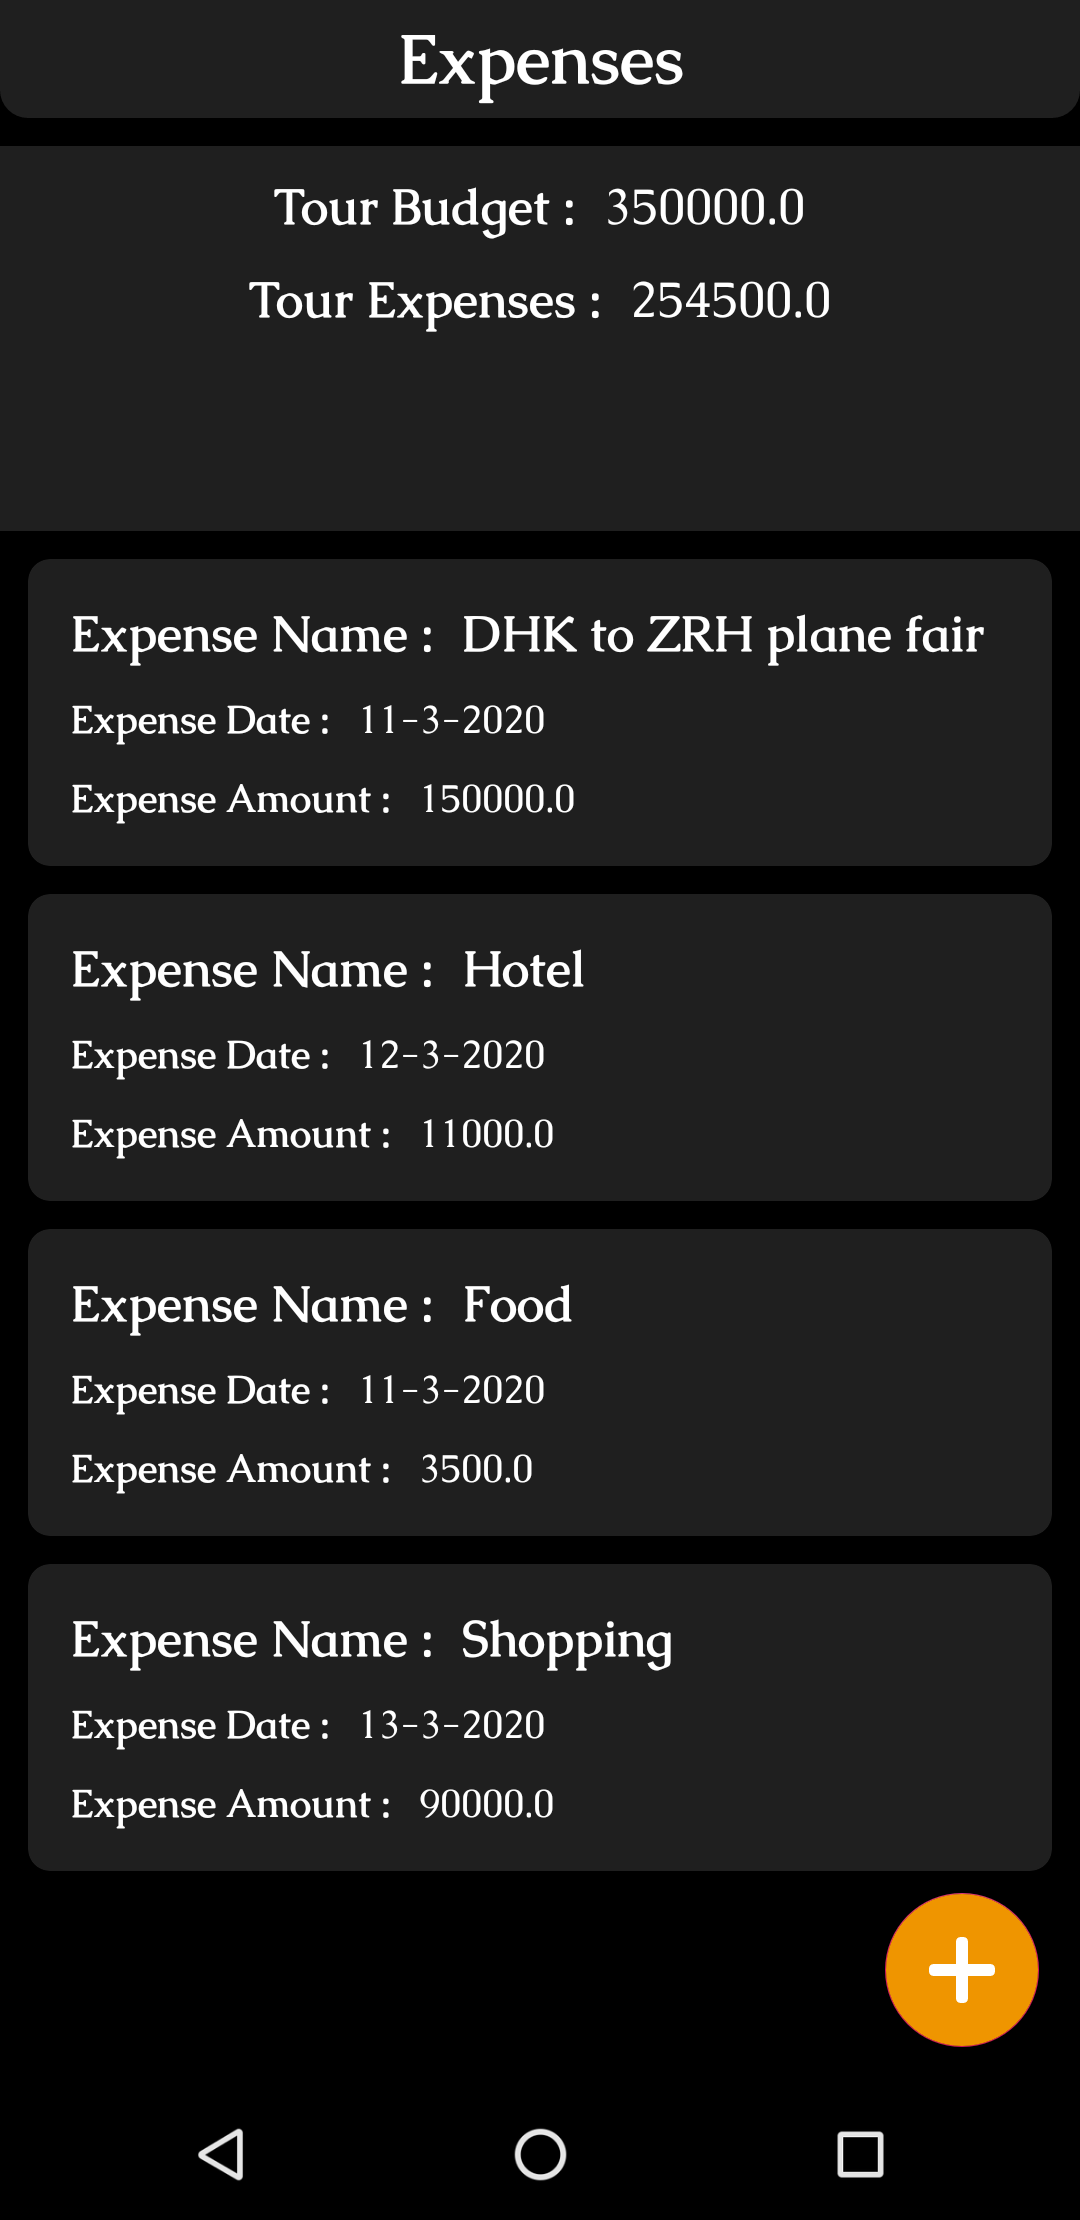 Expenses
Tour Budget : 350000.0
Tour Expenses : 254500.0
Expense Name : DHK to ZRH plane fair
Expense Date : 11-3-2020
Expense Amount : 150000.0
Expense Name : Hotel
Expense Date : 12-3-2020
Expense Amount : 11000.0
Expense Name : Food
Expense Date : 11-3-2020
Expense Amount : 3500.0
Expense Name : Shopping
Expense Date : 13-3-2020
Expense Amount : 90000.0